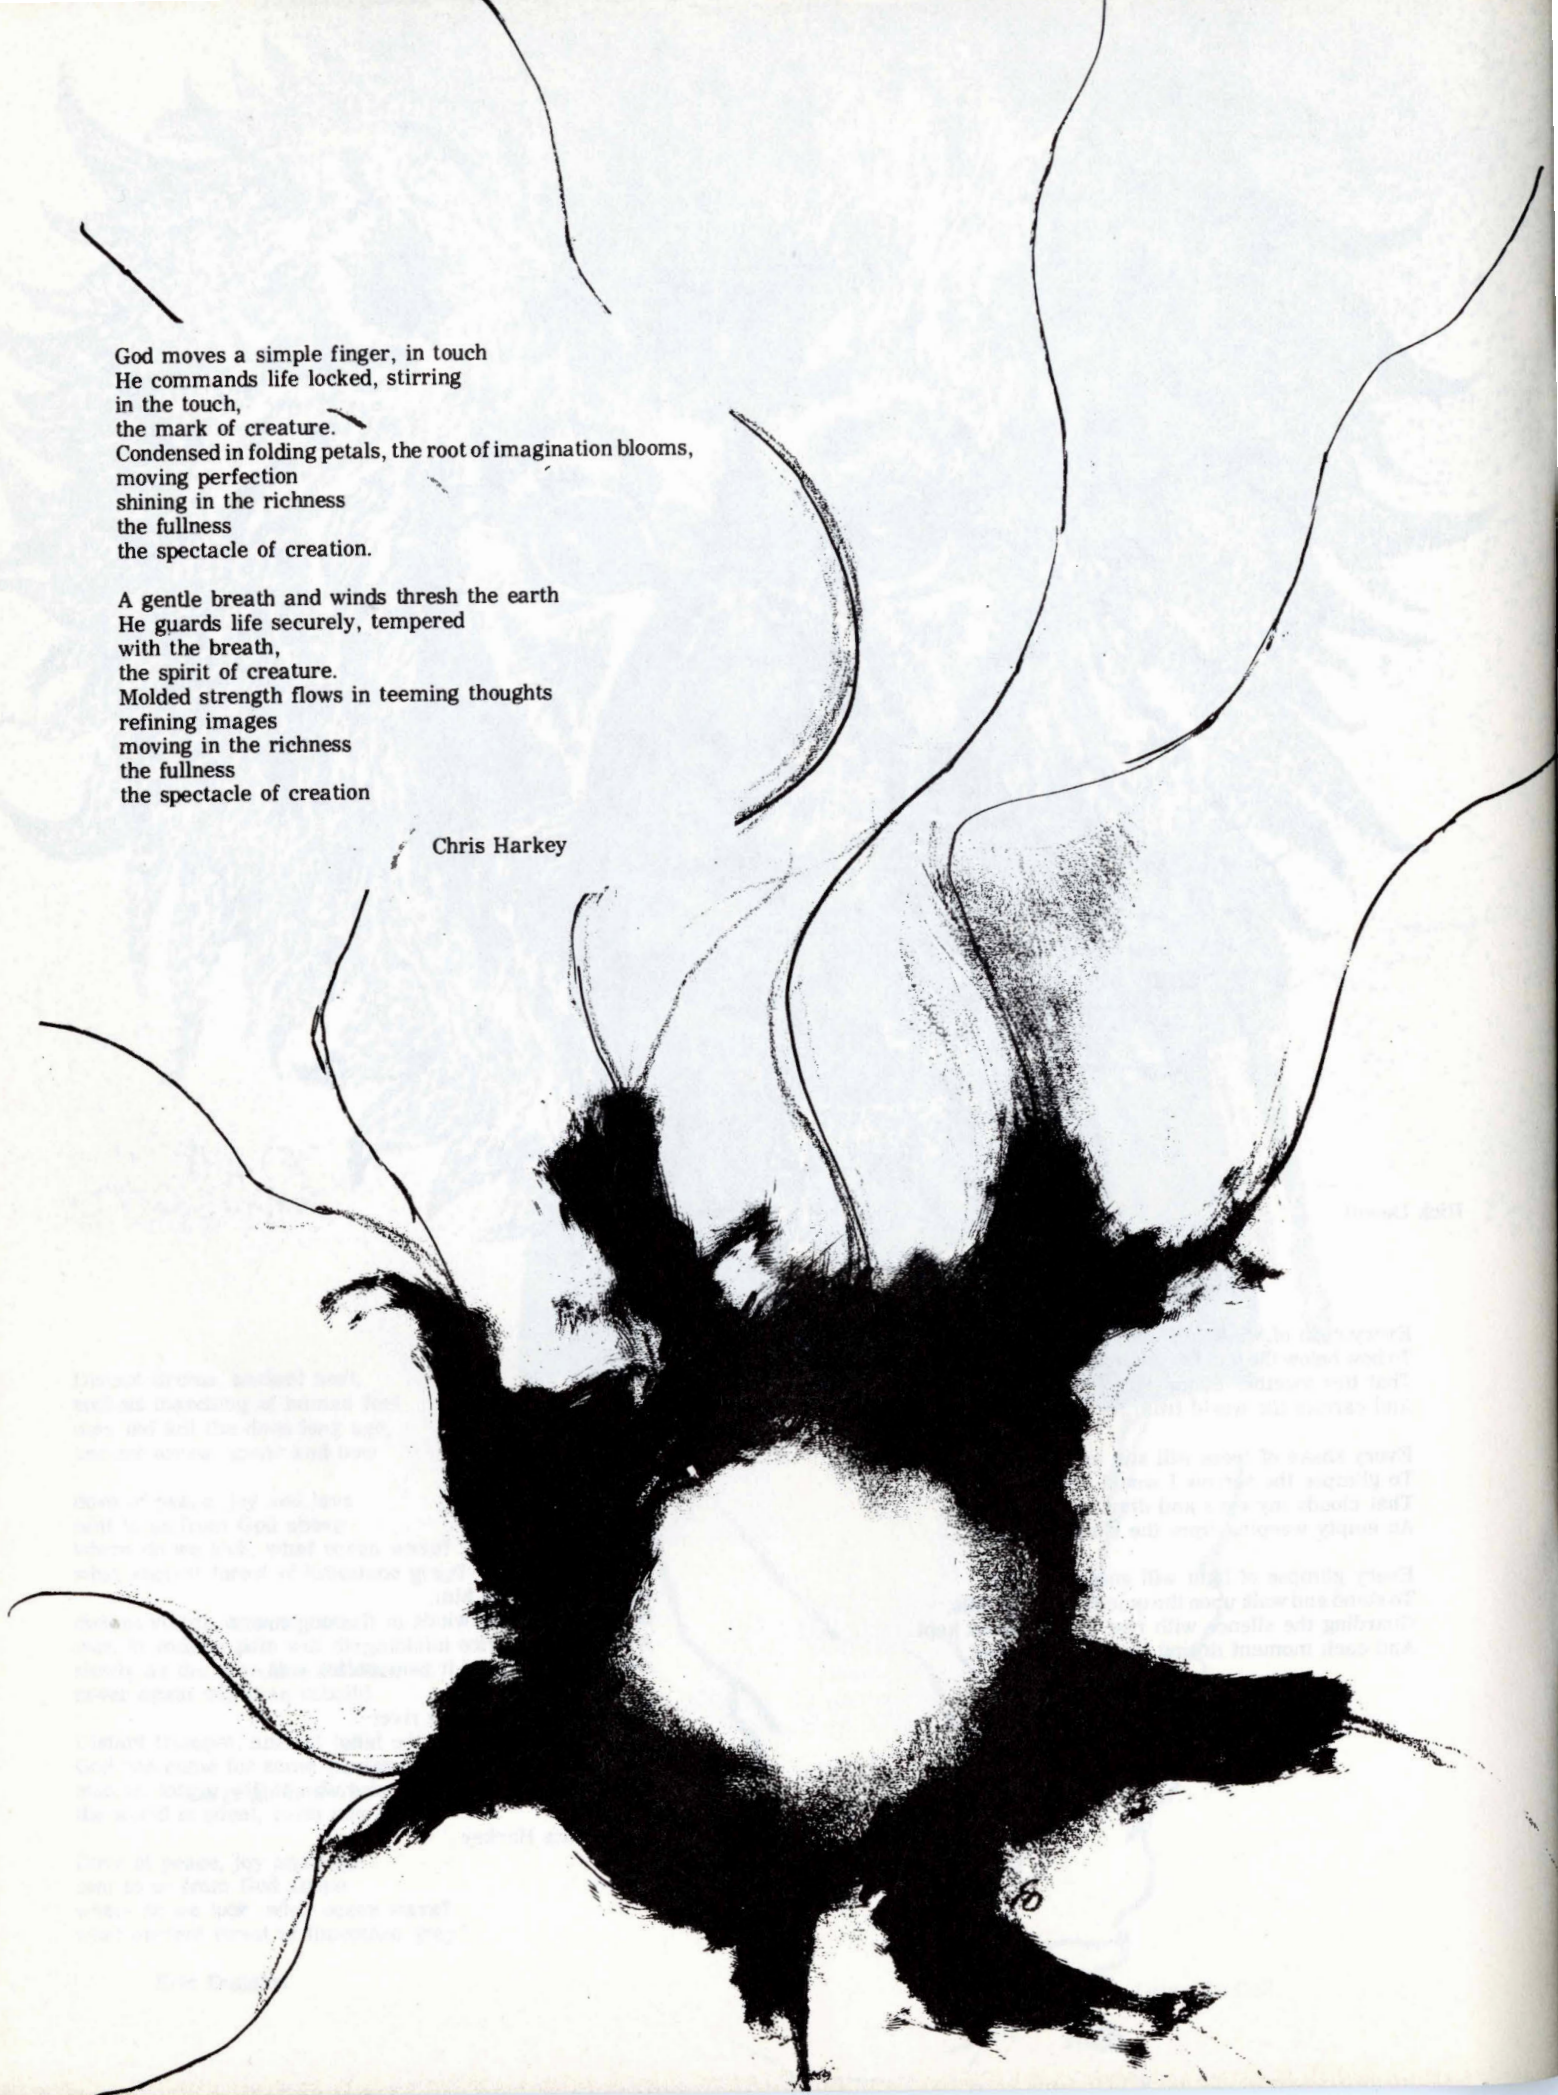 God moves a simple finger, in touch
He commands life locked, stirring
in the touch,
the mark of creature.
Condensed in folding petals, the root of imagination blooms,
moving perfection
shining in the richness
the fullness
the spectacle of creation.

A gentle breath and winds thresh the earth
He guards life securely, tempered
with the breath,
the spirit of creature.
Molded strength flows in teeming thoughts
refining images
moving in the richness
the fullness
the spectacle of creation

Chris Harkey